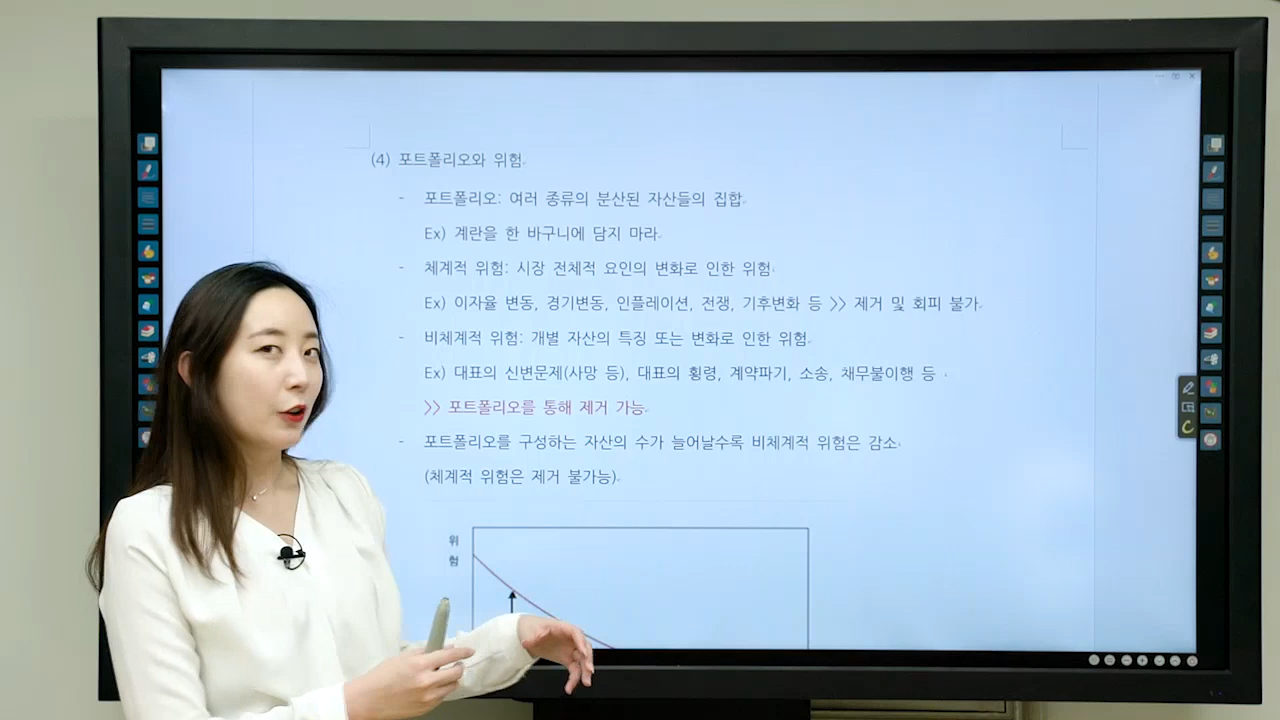 (4) 포트폴리오와 위험
- 포트폴리오: 여러 종류의 분산된 자산들의 집합
Ex) 계란을 한 바구니에 담지 마라
- 체계적 위험: 시장 전체적 요인의 변화로 인한 위험
Ex) 이자율 변동, 경기변동, 인플레이션, 전쟁, 기후변화 등 >> 제거 및 회피 불가
- 비체계적 위험: 개별 자산의 특징 또는 변화로 인한 위험
Ex) 대표의 신변문제(사망 등), 대표의 횡령, 계약파기, 소송, 채무불이행 등
>> 포트폴리오를 통해 제거 가능
- 포트폴리오를 구성하는 자산의 수가 늘어날수록 비체계적 위험은 감소
(체계적 위험은 제거 불가능)
위
험